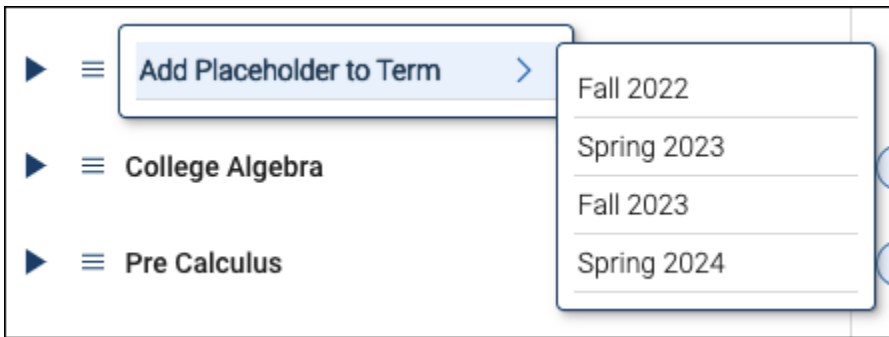 Add Placeholder to Term
Fall 2022
Spring 2023
Fall 2023
Spring 2024
College Algebra
Pre Calculus